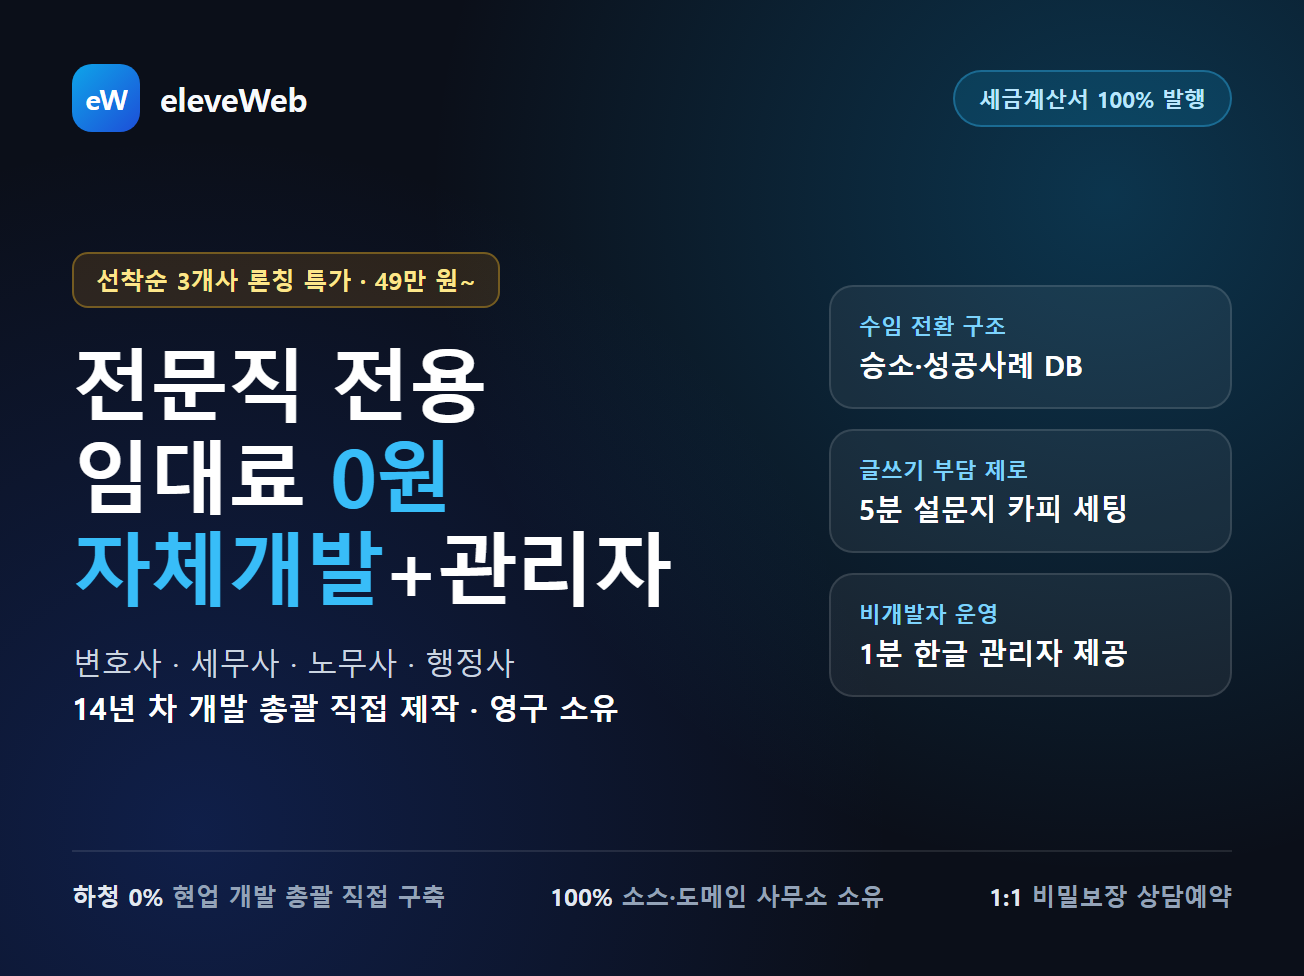 eW eleveWeb
세금계산서 100% 발행
선착순 3개사 론칭 특가 · 49만 원~
전문직 전용
임대료 0원
자체개발+관리자
변호사 · 세무사 · 노무사 · 행정사
14년 차 개발 총괄 직접 제작 · 영구 소유
수임 전환 구조
승소·성공사례 DB
글쓰기 부담 제로
5분 설문지 카피 세팅
비개발자 운영
1분 한글 관리자 제공
하청 0% 현업 개발 총괄 직접 구축
100% 소스·도메인 사무소 소유
1:1 비밀보장 상담예약